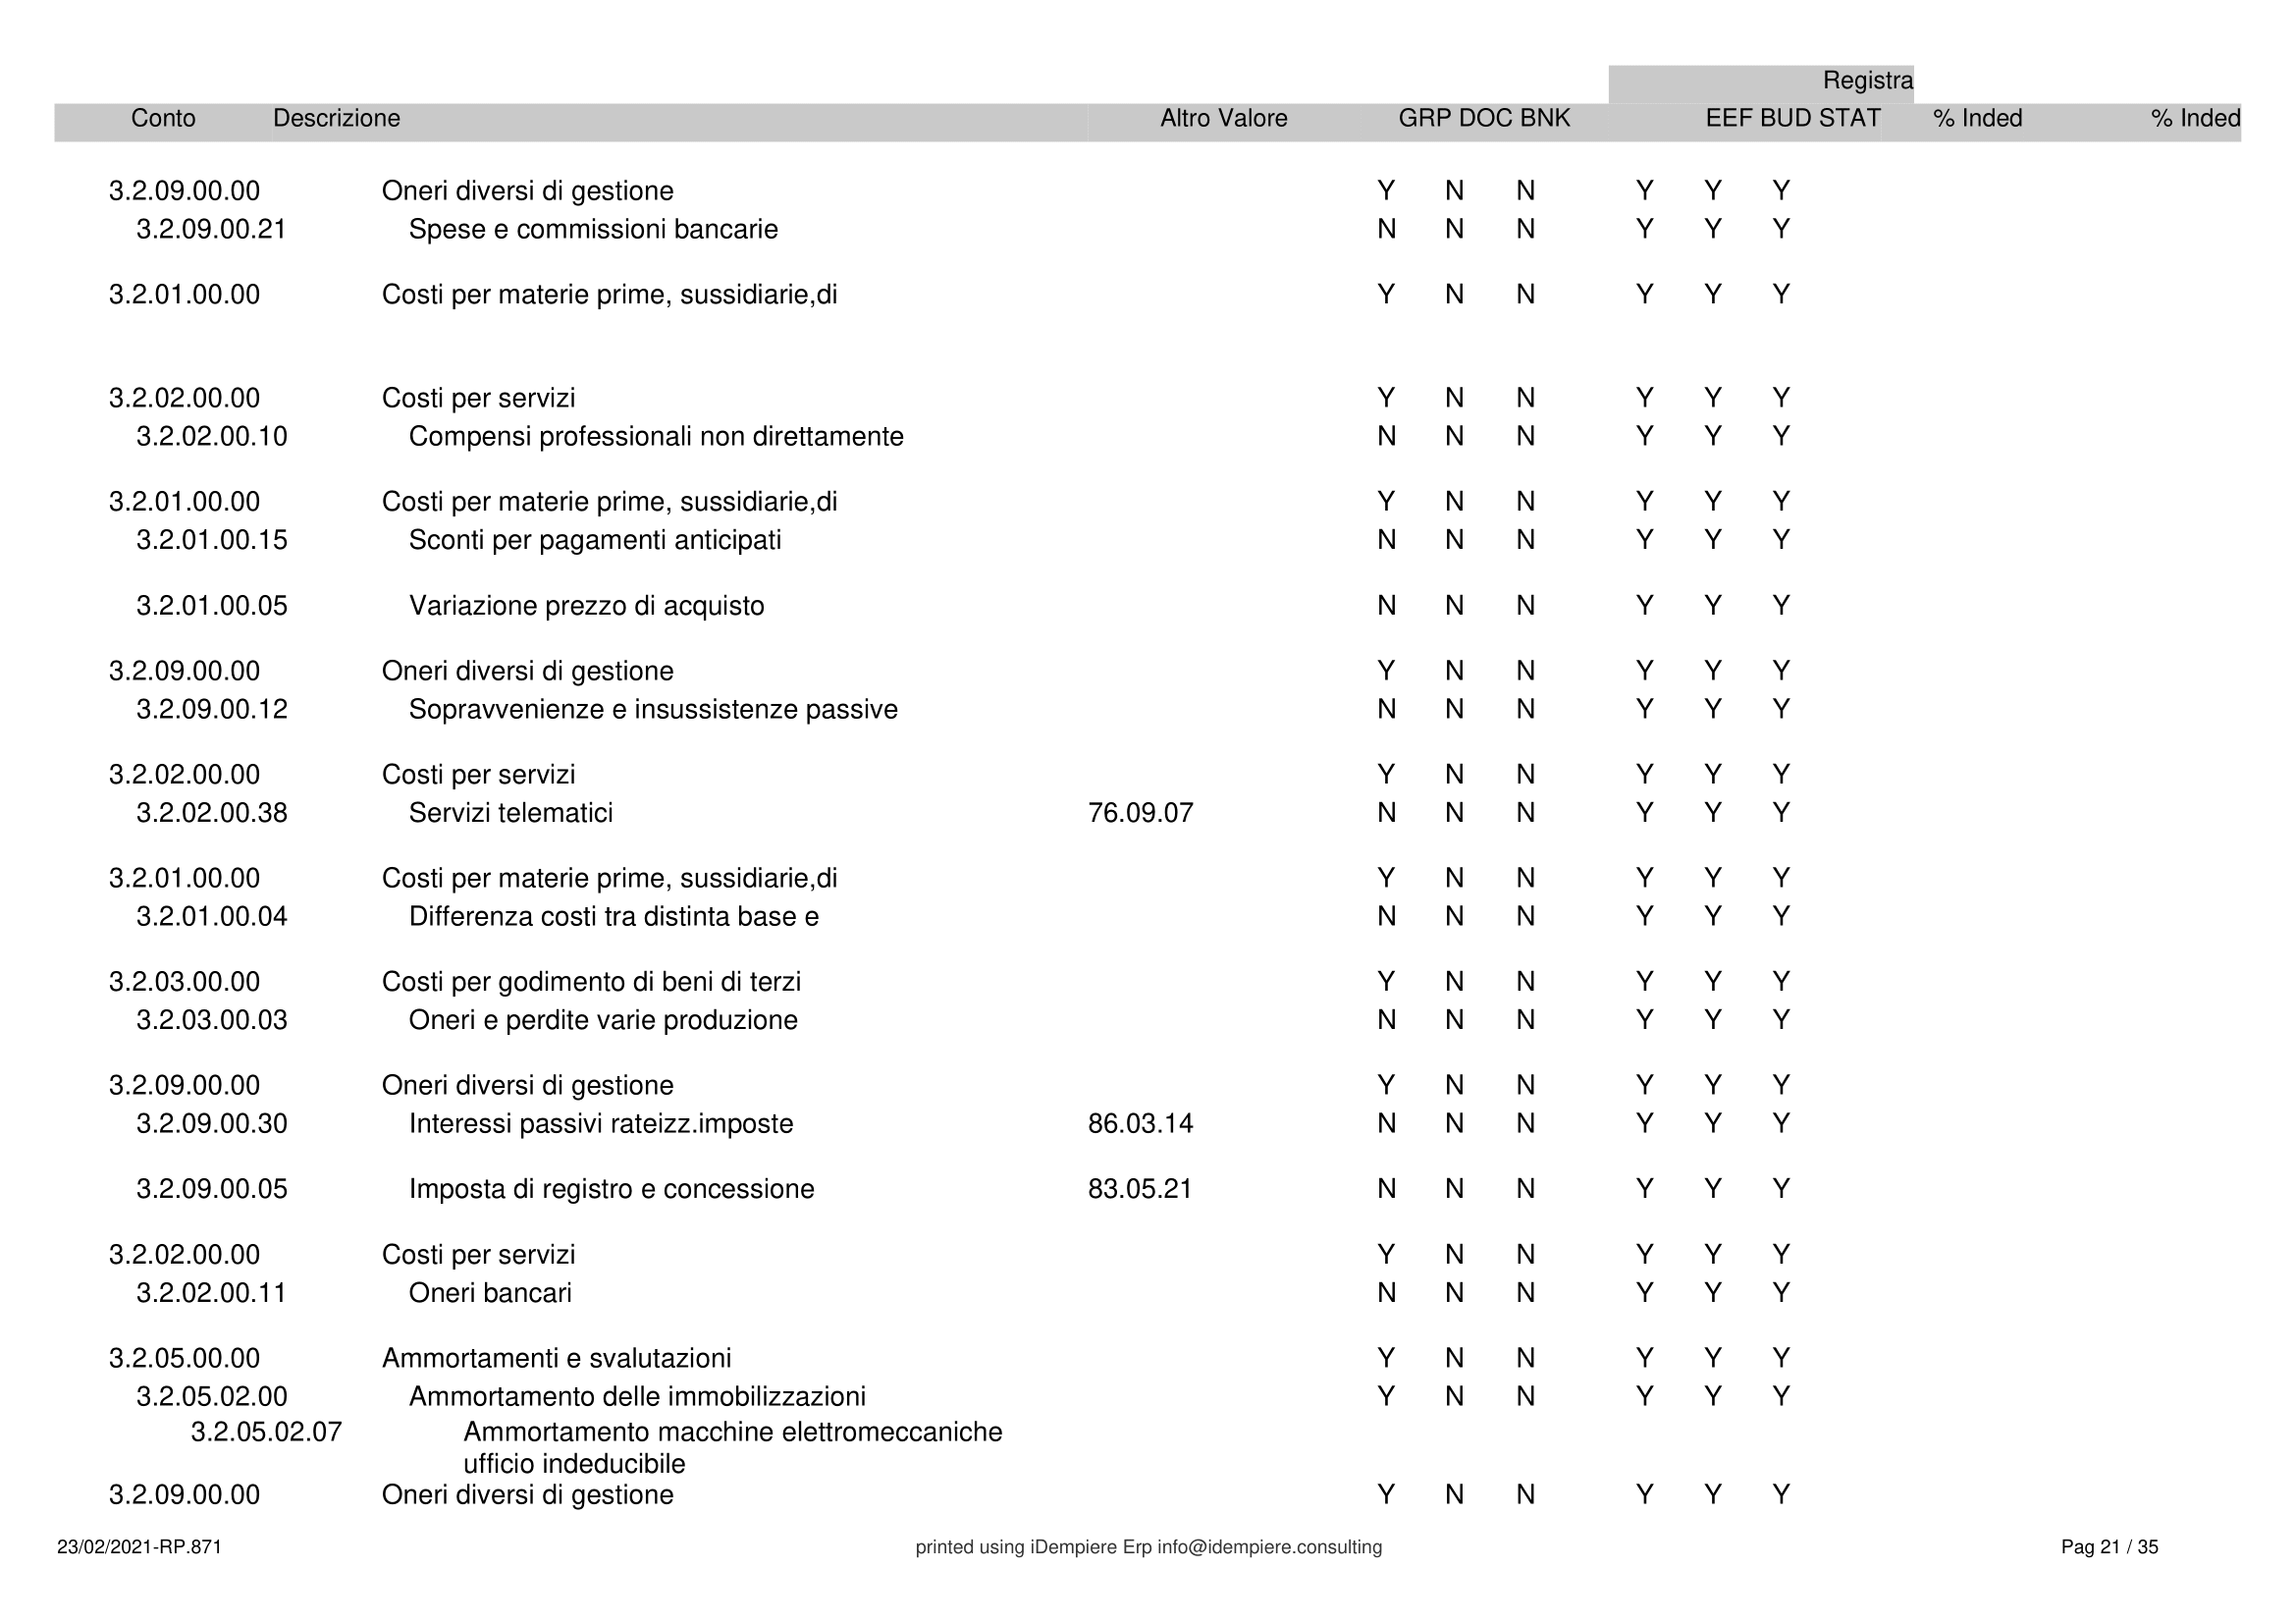 Registra
Conto Descrizione Altro Valore GRP DOC BNK EEF BUD STAT % Inded % Inded
3.2.09.00.00 Oneri diversi di gestione Y N N Y Y Y
3.2.09.00.21 Spese e commissioni bancarie N N N Y Y Y
3.2.01.00.00 Costi per materie prime, sussidiarie,di Y N N Y Y Y
3.2.02.00.00 Costi per servizi Y N N Y Y Y
3.2.02.00.10 Compensi professionali non direttamente N N N Y Y Y
3.2.01.00.00 Costi per materie prime, sussidiarie,di Y N N Y Y Y
3.2.01.00.15 Sconti per pagamenti anticipati N N N Y Y Y
3.2.01.00.05 Variazione prezzo di acquisto N N N Y Y Y
3.2.09.00.00 Oneri diversi di gestione Y N N Y Y Y
3.2.09.00.12 Sopravvenienze e insussistenze passive N N N Y Y Y
3.2.02.00.00 Costi per servizi Y N N Y Y Y
3.2.02.00.38 Servizi telematici 76.09.07 N N N Y Y Y
3.2.01.00.00 Costi per materie prime, sussidiarie,di Y N N Y Y Y
3.2.01.00.04 Differenza costi tra distinta base e N N N Y Y Y
3.2.03.00.00 Costi per godimento di beni di terzi Y N N Y Y Y
3.2.03.00.03 Oneri e perdite varie produzione N N N Y Y Y
3.2.09.00.00 Oneri diversi di gestione Y N N Y Y Y
3.2.09.00.30 Interessi passivi rateizz.imposte 86.03.14 N N N Y Y Y
3.2.09.00.05 Imposta di registro e concessione 83.05.21 N N N Y Y Y
3.2.02.00.00 Costi per servizi Y N N Y Y Y
3.2.02.00.11 Oneri bancari N N N Y Y Y
3.2.05.00.00 Ammortamenti e svalutazioni Y N N Y Y Y
3.2.05.02.00 Ammortamento delle immobilizzazioni Y N N Y Y Y
3.2.05.02.07 Ammortamento macchine elettromeccaniche
ufficio indeducibile
3.2.09.00.00 Oneri diversi di gestione Y N N Y Y Y
23/02/2021-RP.871 printed using iDempiere Erp info@idempiere.consulting Pag 21 / 35